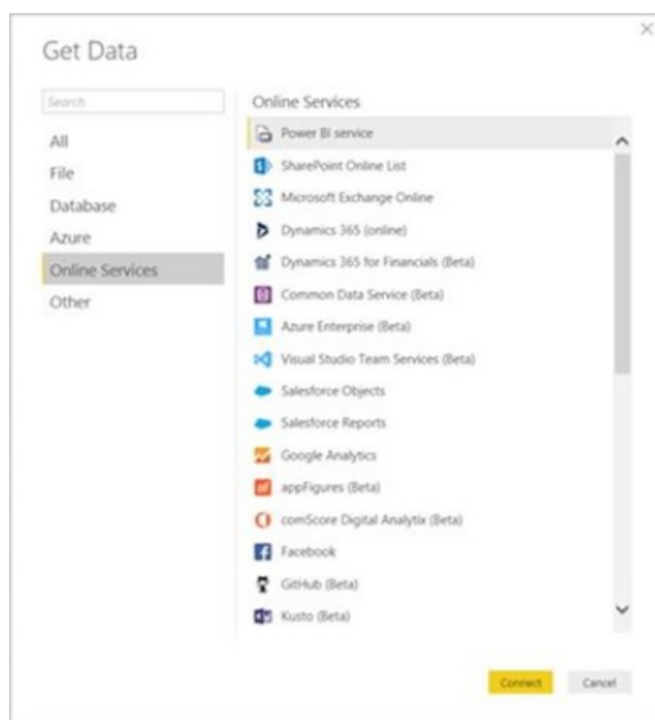 Get Data
Search
All
File
Database
Azure
Online Services
Other
Online Services
Power BI service
SharePoint Online List
Microsoft Exchange Online
Dynamics 365 (online)
Dynamics 365 for Financials (Beta)
Common Data Service (Beta)
Azure Enterprise (Beta)
Visual Studio Team Services (Beta)
Salesforce Objects
Salesforce Reports
Google Analytics
appFigures (Beta)
comScore Digital Analytix (Beta)
Facebook
GitHub (Beta)
Kusto (Beta)
Connect
Cancel